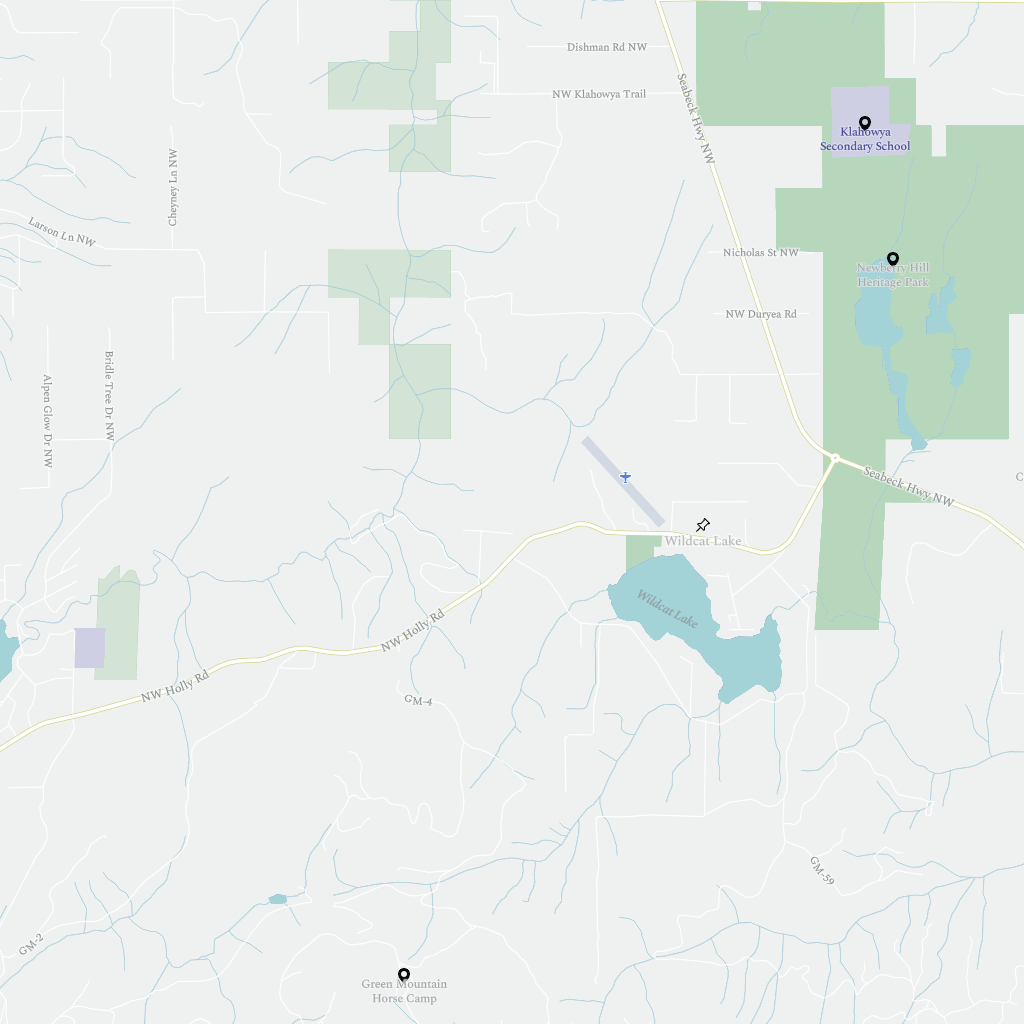 Dishman Rd NW
NW Klahowya Trail
Seabeck Hwy NW
Klahowya
Secondary School
Cheyney Ln NW
Larson Ln NW
Nicholas St NW
Newberry Hill
Heritage Park
NW Duryea Rd
Bridle Tree Dr NW
Alpen Glow Dr NW
Seabeck Hwy NW
C
Wildcat Lake
Wildcat Lake
NW Holly Rd
NW Holly Rd
GM-4
GM-59
GM-2
Green Mountain
Horse Camp